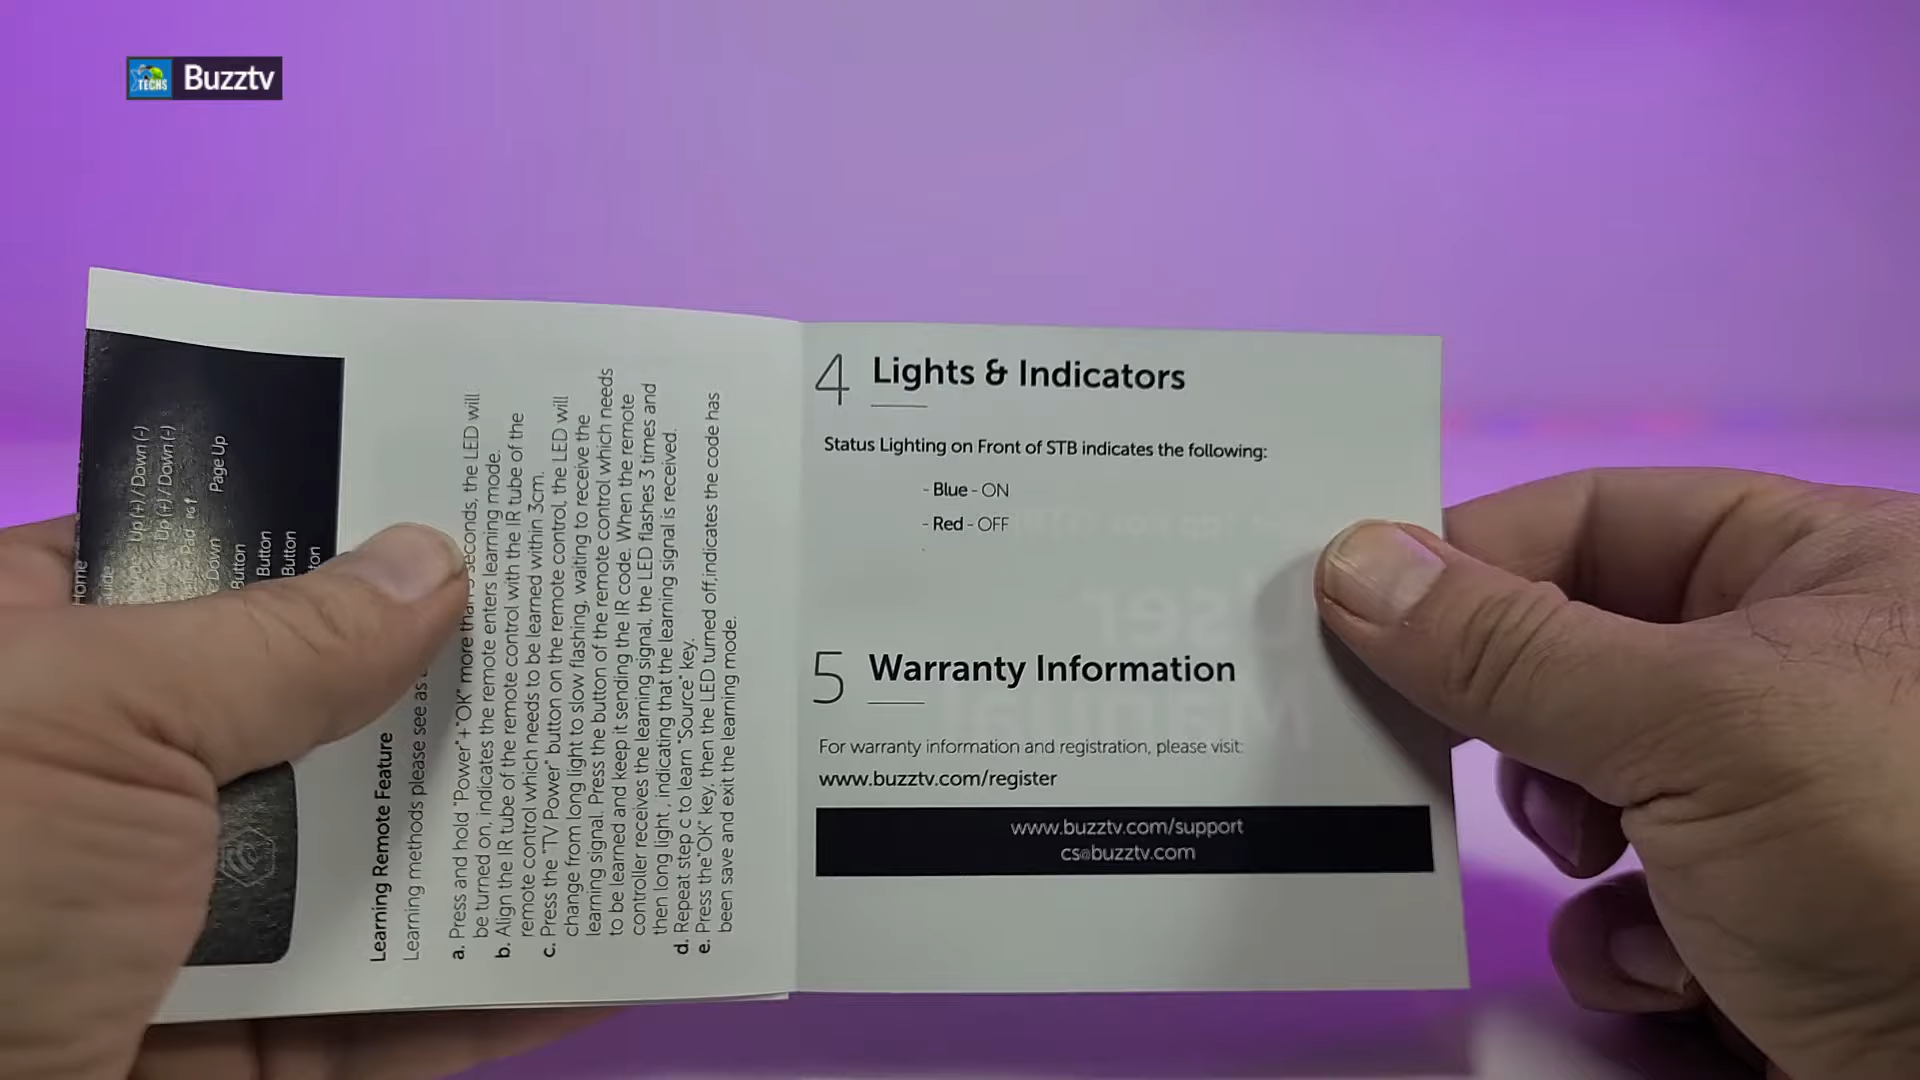 TECHS
Buzztv
Home
Up (+) / Down (-)
Up (+) / Down (-)
Pad PG↑
Down Page Up
Button
Button
Button
Learning Remote Feature
Learning methods please see as
a. Press and hold "Power" + "OK" more than seconds, the LED will
be turned on, indicates the remote enters learning mode.
b. Align the IR tube of the remote control with the IR tube of the
remote control which needs to be learned within 3cm.
c. Press the "TV Power" button on the remote control, the LED will
change from long light to slow flashing, waiting to receive the
learning signal. Press the button of the remote control which needs
to be learned and keep it sending the IR code. When the remote
controller receives the learning signal, the LED flashes 3 times and
then long light , indicating that the learning signal is received.
d. Repeat step c to learn "Source" key.
e. Press the"OK" key, then the LED turned off,indicates the code has
been save and exit the learning mode.
4 Lights & Indicators
Status Lighting on Front of STB indicates the following:
- Blue - ON
- Red - OFF
5 Warranty Information
For warranty information and registration, please visit:
www.buzztv.com/register
www.buzztv.com/support
cs@buzztv.com